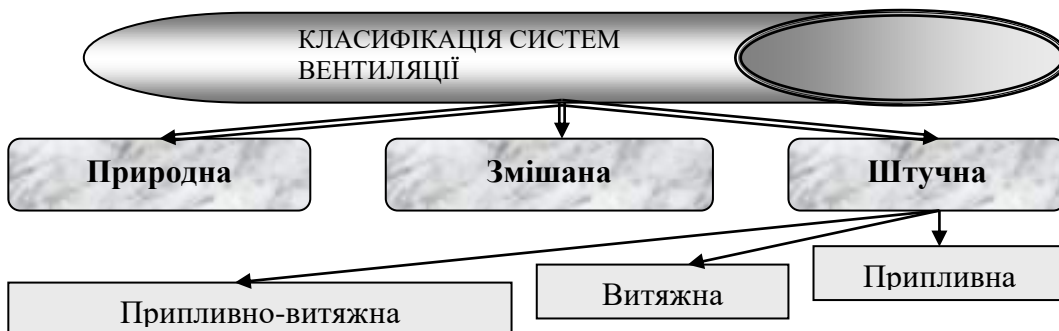 КЛАСИФІКАЦІЯ СИСТЕМ
ВЕНТИЛЯЦІЇ
Природна
Змішана
Штучна
Припливно-витяжна
Витяжна
Припливна